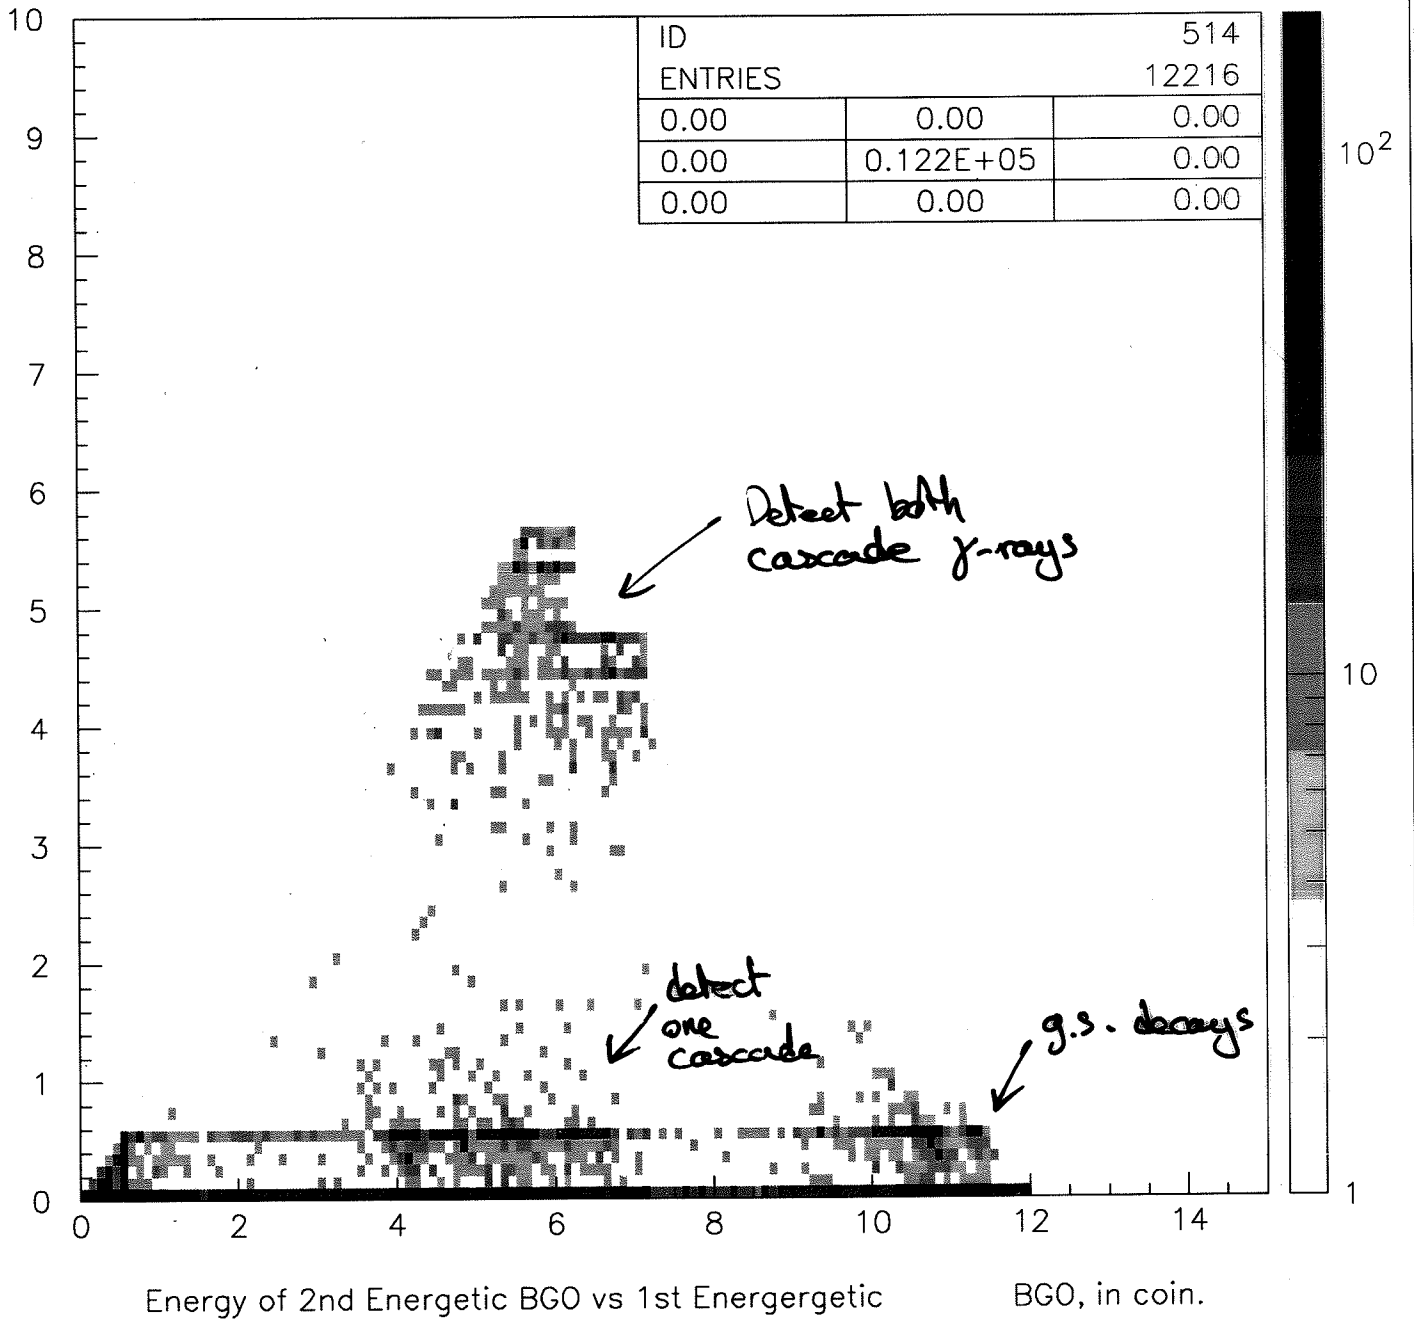 ID 514
ENTRIES 12216
0.00 0.00 0.00
0.00 0.122E+05 0.00
0.00 0.00 0.00
10
9
8
7
6
5
4
3
2
1
0
10²
10
1
Detect both
cascade γ-rays
detect
one
cascade
g.s. decays
0 2 4 6 8 10 12 14
Energy of 2nd Energetic BGO vs 1st Energergetic BGO, in coin.